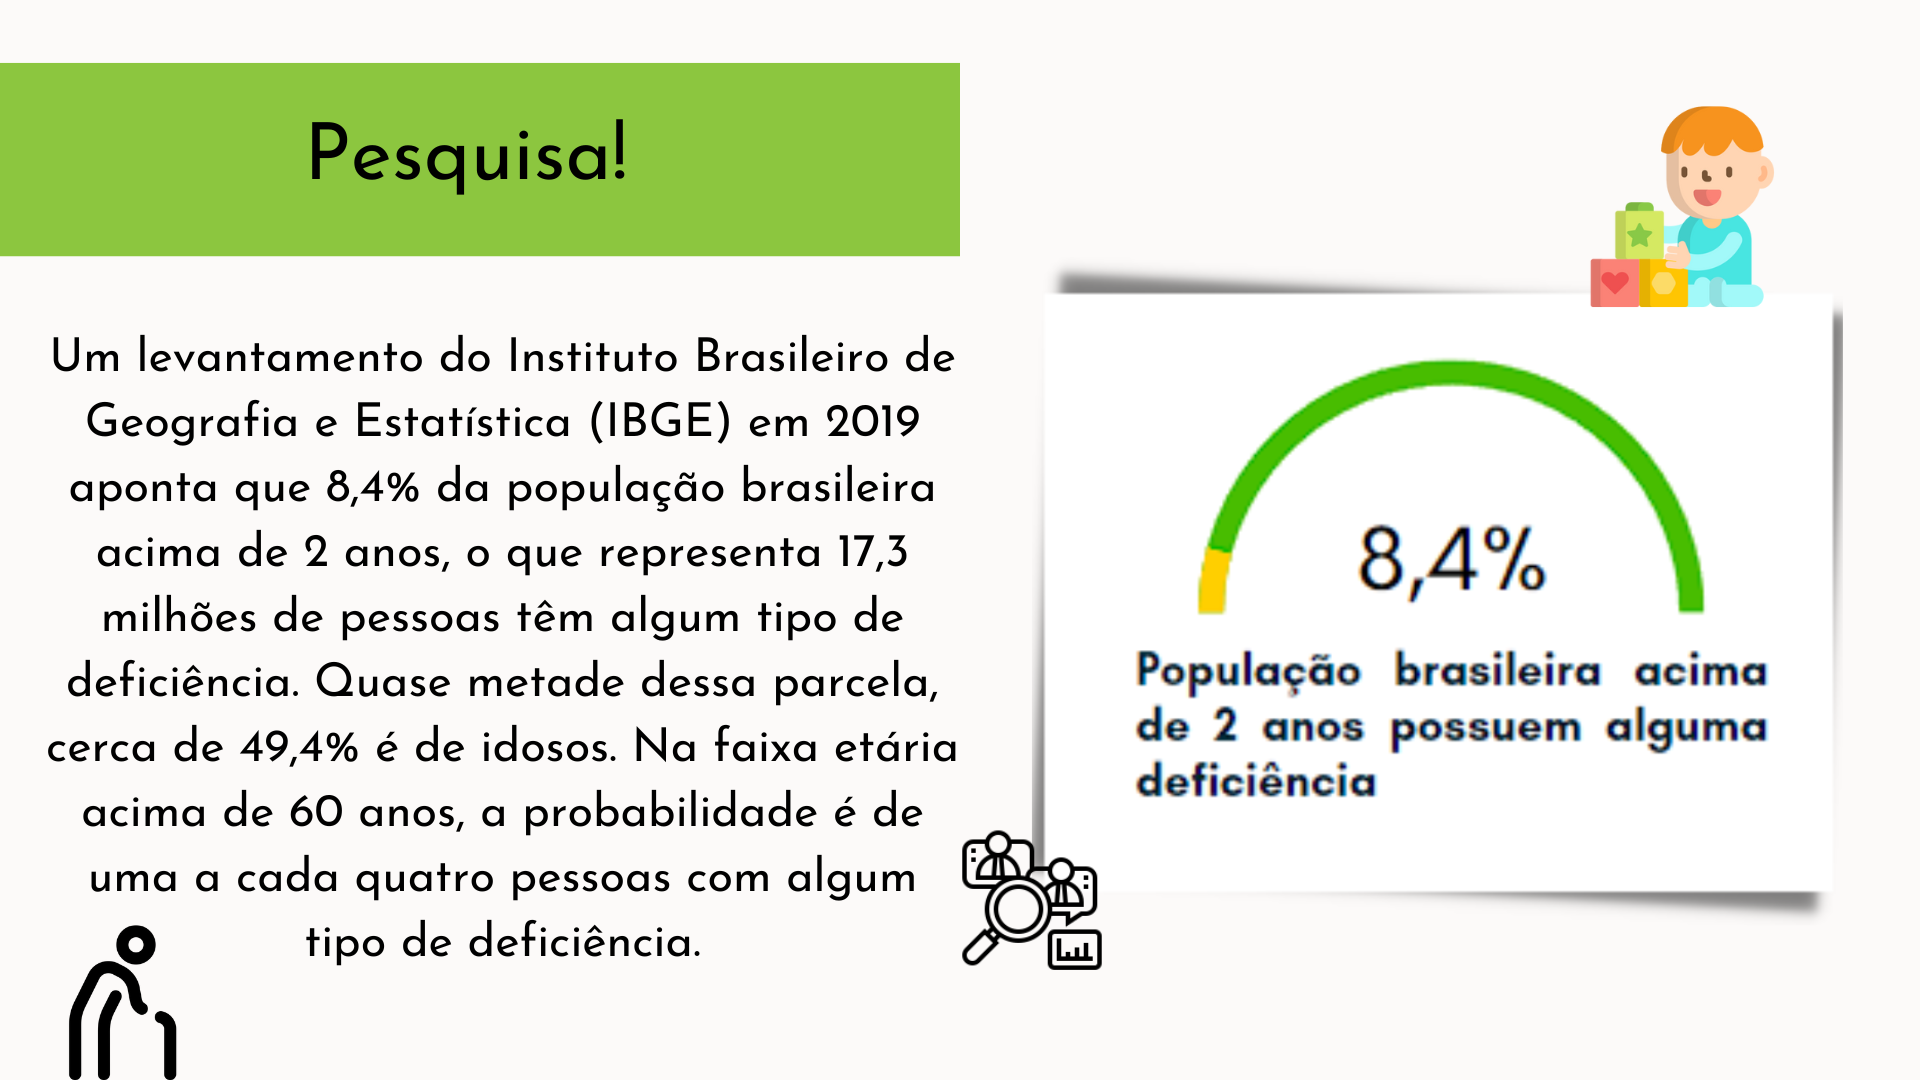 Pesquisa!
Um levantamento do Instituto Brasileiro de
Geografia e Estatística (IBGE) em 2019
aponta que 8,4% da população brasileira
acima de 2 anos, o que representa 17,3
milhões de pessoas têm algum tipo de
deficiência. Quase metade dessa parcela,
cerca de 49,4% é de idosos. Na faixa etária
acima de 60 anos, a probabilidade é de
uma a cada quatro pessoas com algum
tipo de deficiência.
8,4%
População brasileira acima
de 2 anos possuem alguma
deficiência